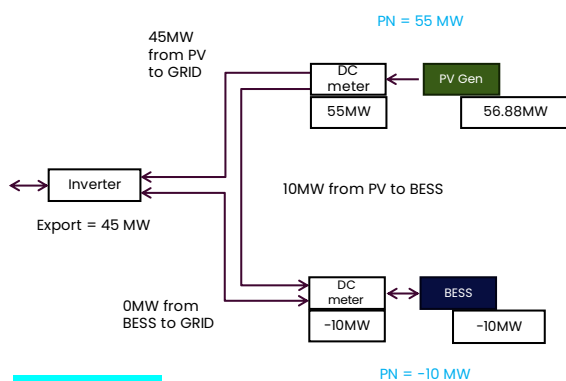 PN = 55 MW
45MW
from PV
to GRID
DC
meter
PV Gen
55MW
56.88MW
Inverter
10MW from PV to BESS
Export = 45 MW
0MW from
BESS to GRID
DC
meter
BESS
-10MW
-10MW
PN = -10 MW